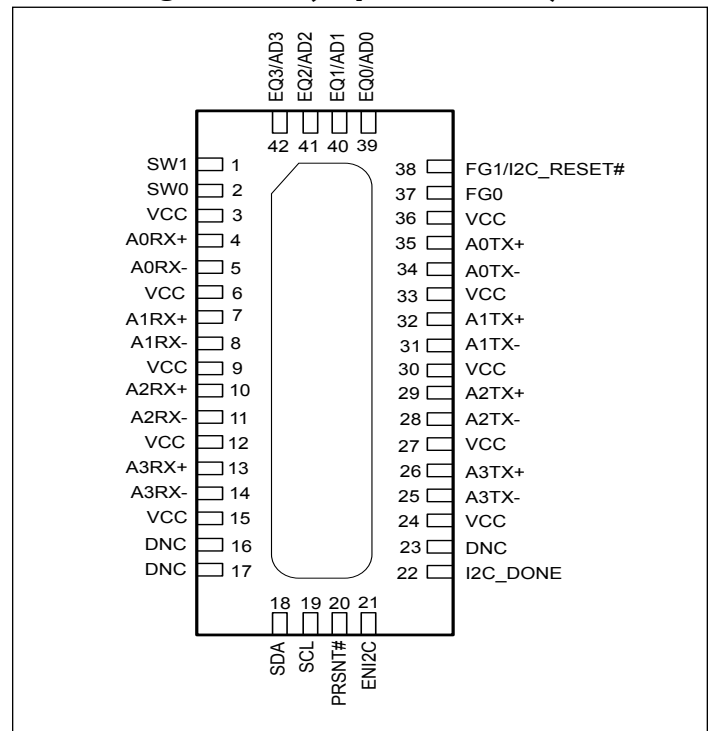 EQ3/AD3 EQ2/AD2 EQ1/AD1 EQ0/AD0
42 41 40 39
SW1 1 38 FG1/I2C_RESET#
SW0 2 37 FG0
VCC 3 36 VCC
A0RX+ 4 35 A0TX+
A0RX- 5 34 A0TX-
VCC 6 33 VCC
A1RX+ 7 32 A1TX+
A1RX- 8 31 A1TX-
VCC 9 30 VCC
A2RX+ 10 29 A2TX+
A2RX- 11 28 A2TX-
VCC 12 27 VCC
A3RX+ 13 26 A3TX+
A3RX- 14 25 A3TX-
VCC 15 24 VCC
DNC 16 23 DNC
DNC 17 22 I2C_DONE
18 19 20 21
SDA SCL PRSNT# ENI2C